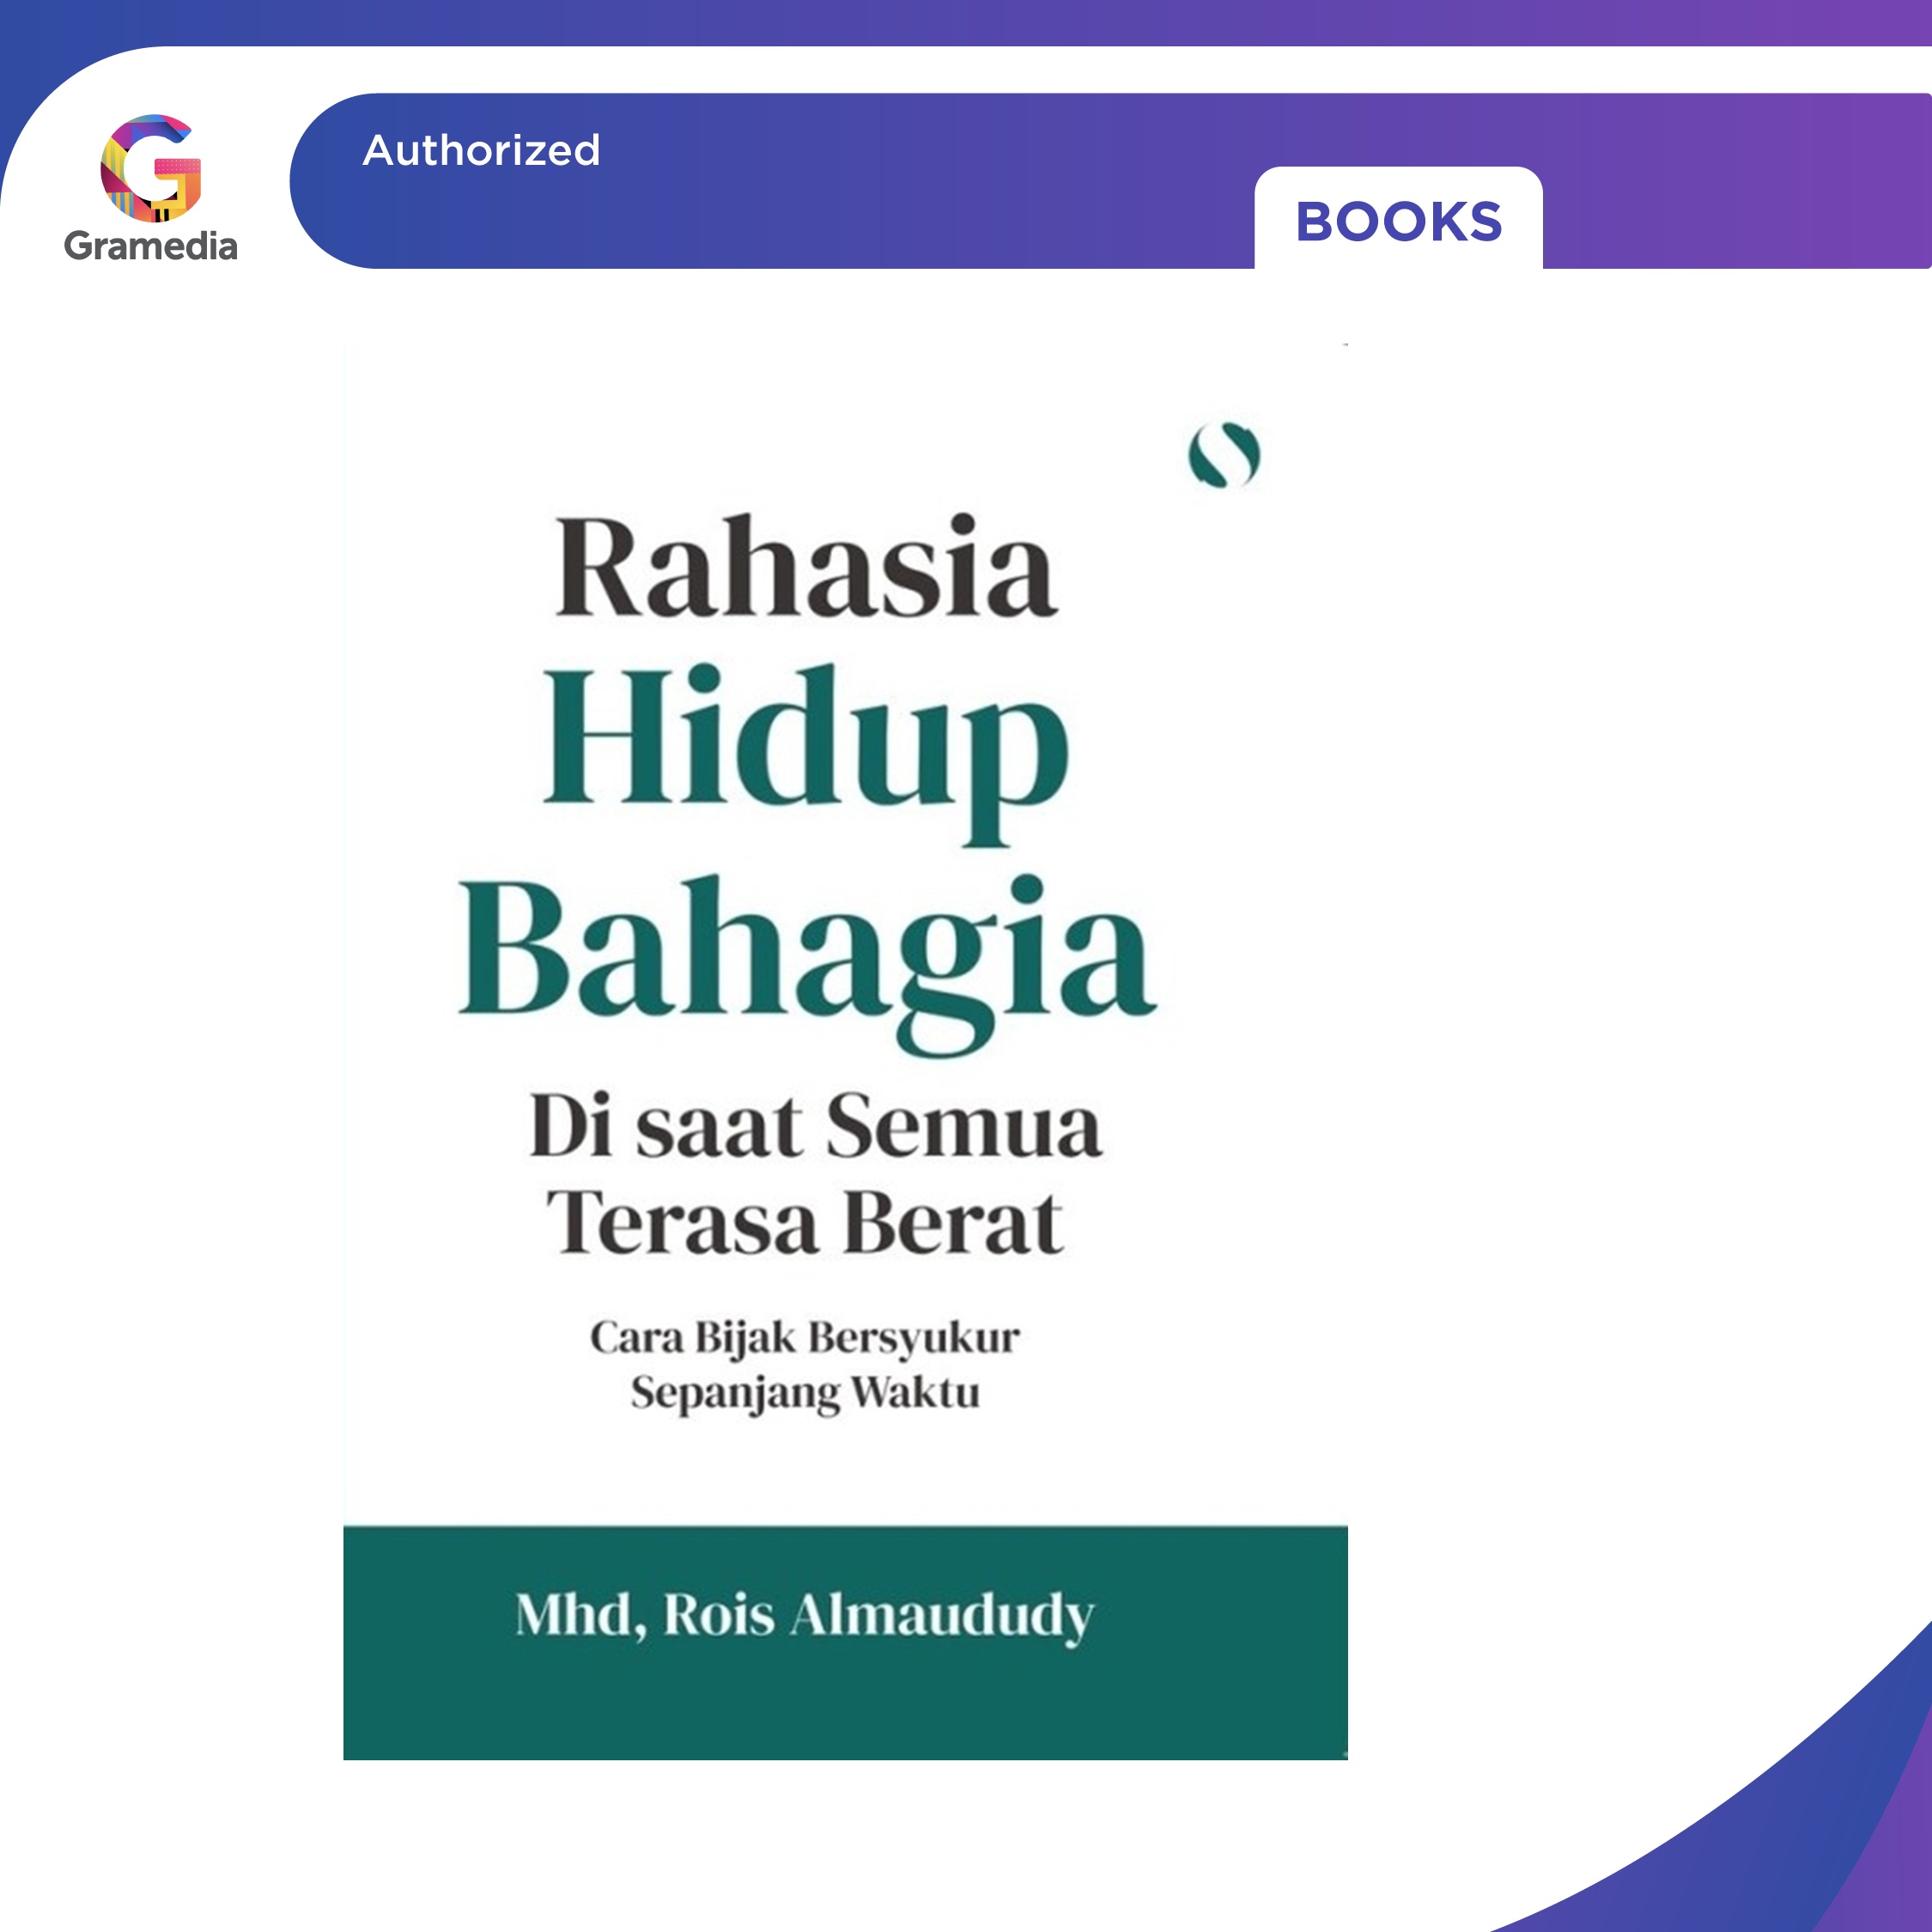 Gramedia
Authorized
BOOKS
Rahasia
Hidup
Bahagia
Di saat Semua
Terasa Berat
Cara Bijak Bersyukur
Sepanjang Waktu
Mhd, Rois Almaududy